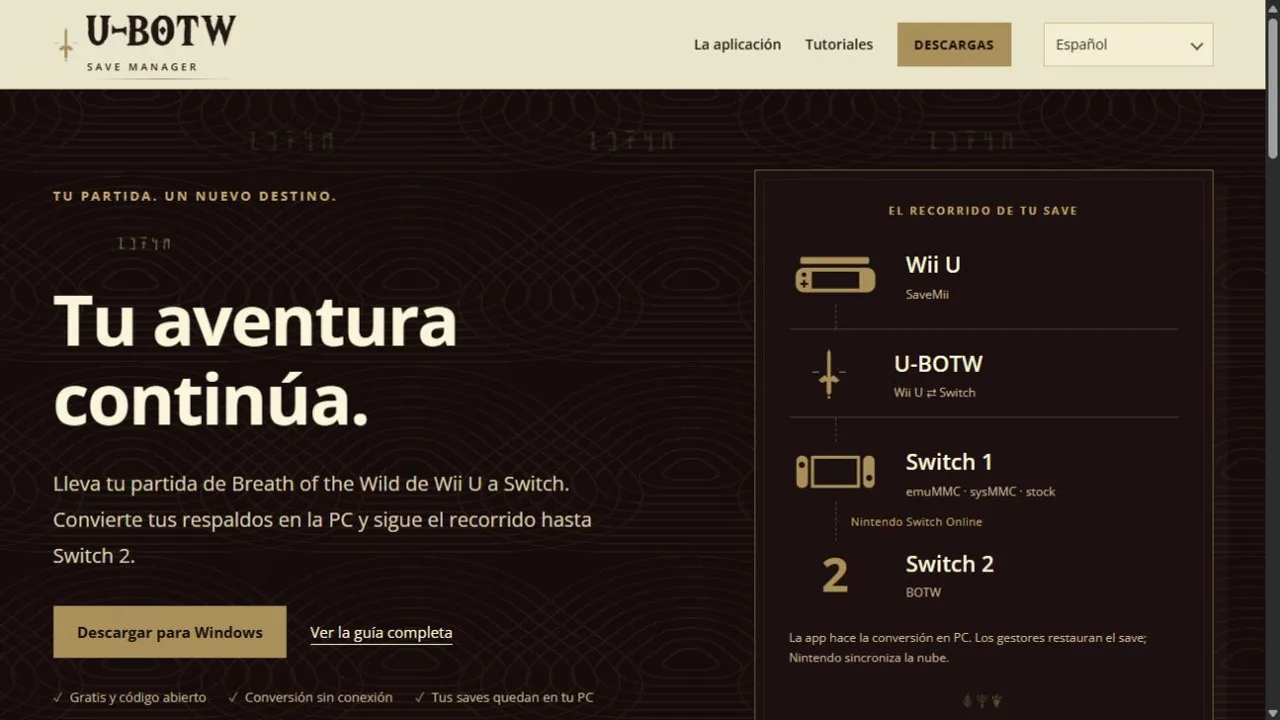 U-BOTW
SAVE MANAGER
La aplicación
Tutoriales
DESCARGAS
Español
TU PARTIDA. UN NUEVO DESTINO.
Tu aventura
continúa.
Lleva tu partida de Breath of the Wild de Wii U a Switch.
Convierte tus respaldos en la PC y sigue el recorrido hasta
Switch 2.
Descargar para Windows
Ver la guía completa
✓ Gratis y código abierto
✓ Conversión sin conexión
✓ Tus saves quedan en tu PC
EL RECORRIDO DE TU SAVE
Wii U
SaveMii
U-BOTW
Wii U ⇄ Switch
Switch 1
emuMMC · sysMMC · stock
Nintendo Switch Online
2
Switch 2
BOTW
La app hace la conversión en PC. Los gestores restauran el save;
Nintendo sincroniza la nube.